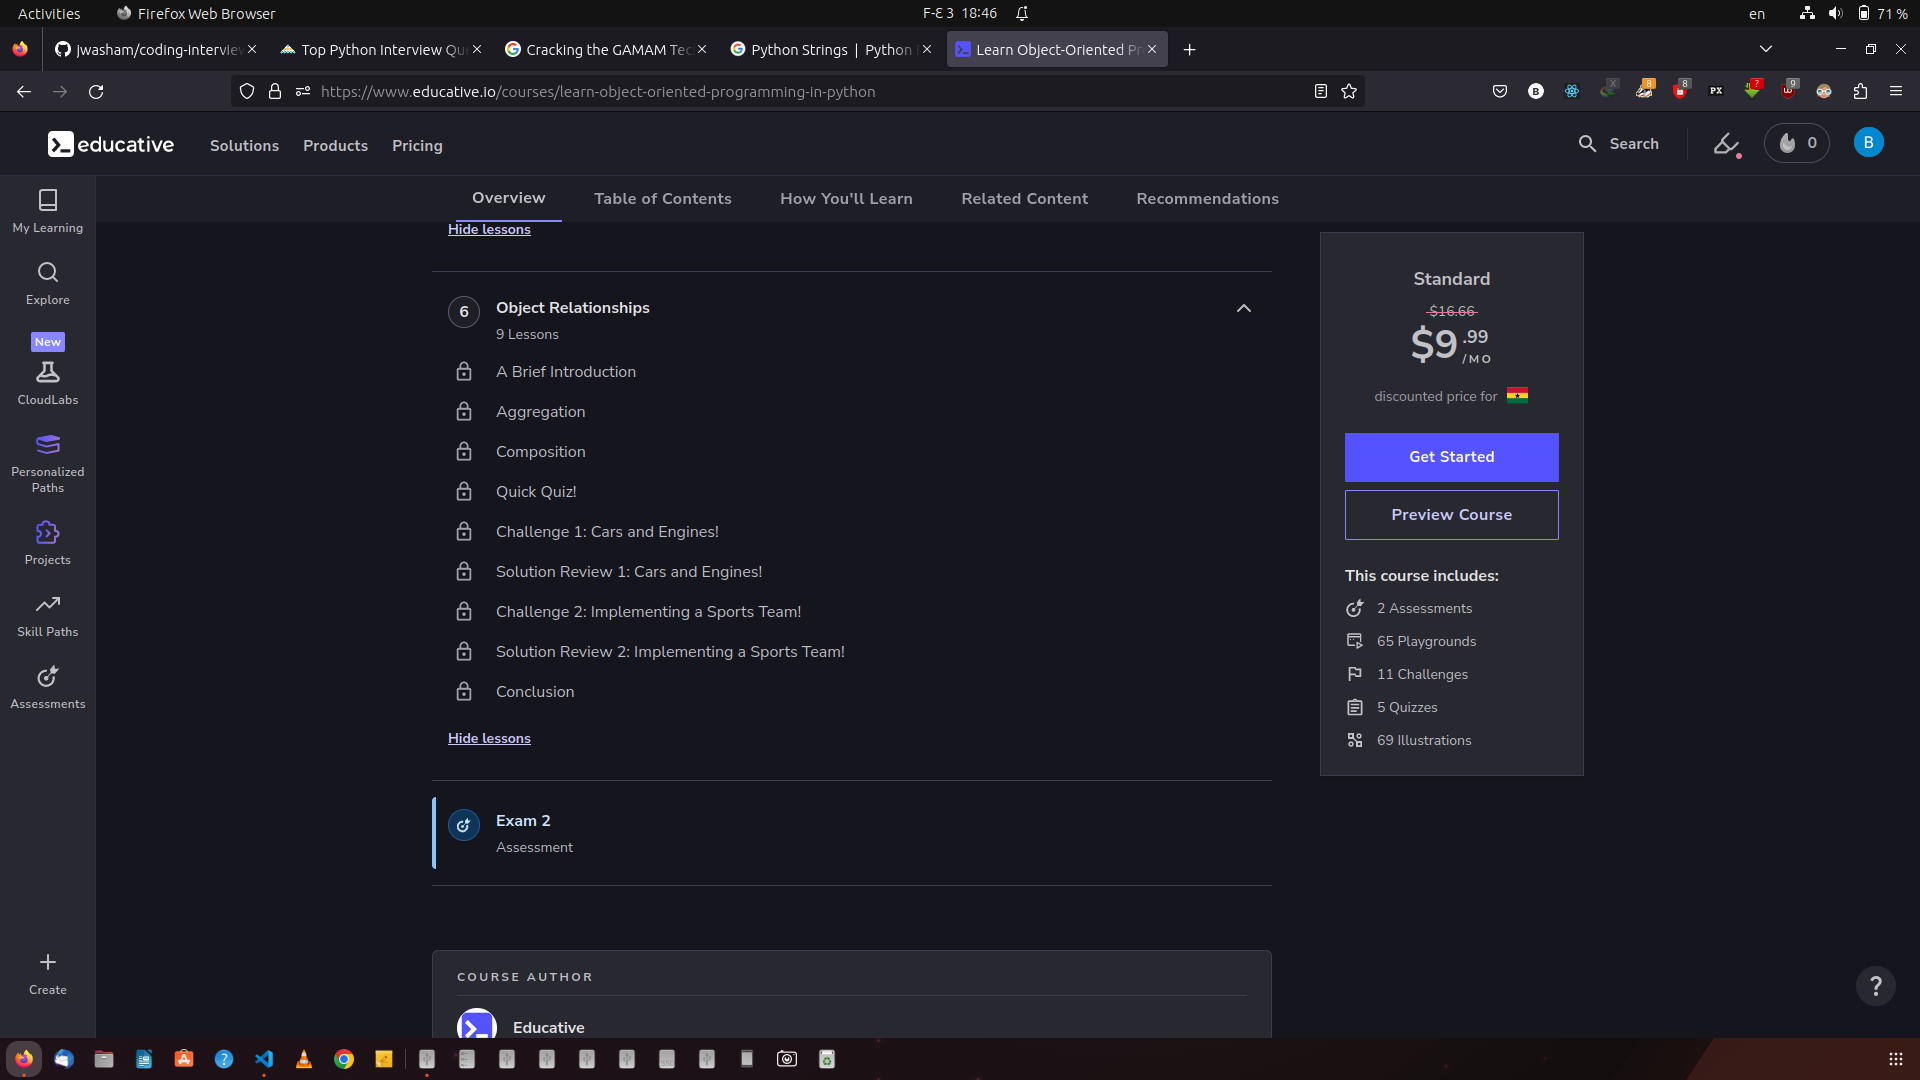 Activities
Firefox Web Browser
F-Ɛ 3 18:46
en
71 %
jwasham/coding-interview
Top Python Interview Qu
Cracking the GAMAM Tec
Python Strings | Python
Learn Object-Oriented Pr
https://www.educative.io/courses/learn-object-oriented-programming-in-python
educative
Solutions
Products
Pricing
Search
0
B
My Learning
Explore
New
CloudLabs
Personalized
Paths
Projects
Skill Paths
Assessments
Create
Overview
Table of Contents
How You'll Learn
Related Content
Recommendations
Hide lessons
6
Object Relationships
9 Lessons
A Brief Introduction
Aggregation
Composition
Quick Quiz!
Challenge 1: Cars and Engines!
Solution Review 1: Cars and Engines!
Challenge 2: Implementing a Sports Team!
Solution Review 2: Implementing a Sports Team!
Conclusion
Hide lessons
Exam 2
Assessment
COURSE AUTHOR
Educative
Standard
$16.66
$9.99
/MO
discounted price for
Get Started
Preview Course
This course includes:
2 Assessments
65 Playgrounds
11 Challenges
5 Quizzes
69 Illustrations
?